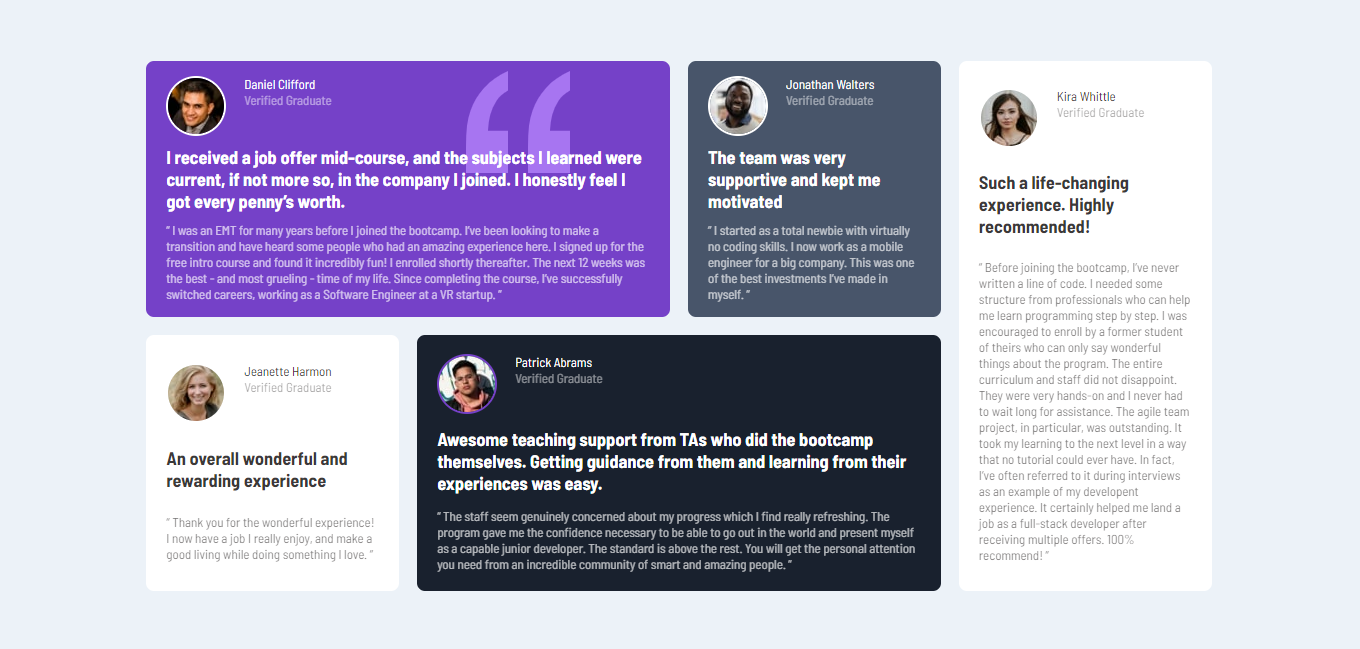 Daniel Clifford
Verified Graduate
I received a job offer mid-course, and the subjects I learned were
current, if not more so, in the company I joined. I honestly feel I
got every penny’s worth.
“ I was an EMT for many years before I joined the bootcamp. I’ve been looking to make a
transition and have heard some people who had an amazing experience here. I signed up for the
free intro course and found it incredibly fun! I enrolled shortly thereafter. The next 12 weeks was
the best - and most grueling - time of my life. Since completing the course, I’ve successfully
switched careers, working as a Software Engineer at a VR startup. ”
Jonathan Walters
Verified Graduate
The team was very
supportive and kept me
motivated
“ I started as a total newbie with virtually
no coding skills. I now work as a mobile
engineer for a big company. This was one
of the best investments I’ve made in
myself. ”
Kira Whittle
Verified Graduate
Such a life-changing
experience. Highly
recommended!
“ Before joining the bootcamp, I’ve never
written a line of code. I needed some
structure from professionals who can help
me learn programming step by step. I was
encouraged to enroll by a former student
of theirs who can only say wonderful
things about the program. The entire
curriculum and staff did not disappoint.
They were very hands-on and I never had
to wait long for assistance. The agile team
project, in particular, was outstanding. It
took my learning to the next level in a way
that no tutorial could ever have. In fact,
I’ve often referred to it during interviews
as an example of my developent
experience. It certainly helped me land a
job as a full-stack developer after
receiving multiple offers. 100%
recommend! ”
Jeanette Harmon
Verified Graduate
An overall wonderful and
rewarding experience
“ Thank you for the wonderful experience!
I now have a job I really enjoy, and make a
good living while doing something I love. ”
Patrick Abrams
Verified Graduate
Awesome teaching support from TAs who did the bootcamp
themselves. Getting guidance from them and learning from their
experiences was easy.
“ The staff seem genuinely concerned about my progress which I find really refreshing. The
program gave me the confidence necessary to be able to go out in the world and present myself
as a capable junior developer. The standard is above the rest. You will get the personal attention
you need from an incredible community of smart and amazing people. ”